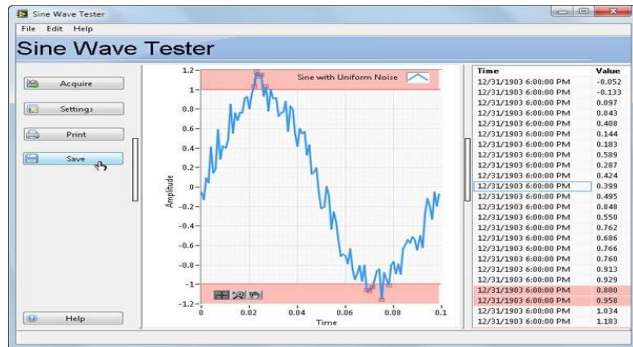 Sine Wave Tester
File Edit Help
Sine Wave Tester
Acquire
Settings
Print
Save
Help
Sine with Uniform Noise
Amplitude
1.2
1
0.8
0.6
0.4
0.2
0
-0.2
-0.4
-0.6
-0.8
-1
-1.2
0 0.02 0.04 0.06 0.08 0.1
Time
Time Value
12/31/1903 6:00:00 PM -0.052
12/31/1903 6:00:00 PM -0.133
12/31/1903 6:00:00 PM 0.097
12/31/1903 6:00:00 PM 0.043
12/31/1903 6:00:00 PM 0.408
12/31/1903 6:00:00 PM 0.144
12/31/1903 6:00:00 PM 0.183
12/31/1903 6:00:00 PM 0.589
12/31/1903 6:00:00 PM 0.287
12/31/1903 6:00:00 PM 0.424
12/31/1903 6:00:00 PM 0.399
12/31/1903 6:00:00 PM 0.495
12/31/1903 6:00:00 PM 0.848
12/31/1903 6:00:00 PM 0.550
12/31/1903 6:00:00 PM 0.762
12/31/1903 6:00:00 PM 0.686
12/31/1903 6:00:00 PM 0.766
12/31/1903 6:00:00 PM 0.760
12/31/1903 6:00:00 PM 0.913
12/31/1903 6:00:00 PM 0.929
12/31/1903 6:00:00 PM 0.880
12/31/1903 6:00:00 PM 0.958
12/31/1903 6:00:00 PM 1.034
12/31/1903 6:00:00 PM 1.183